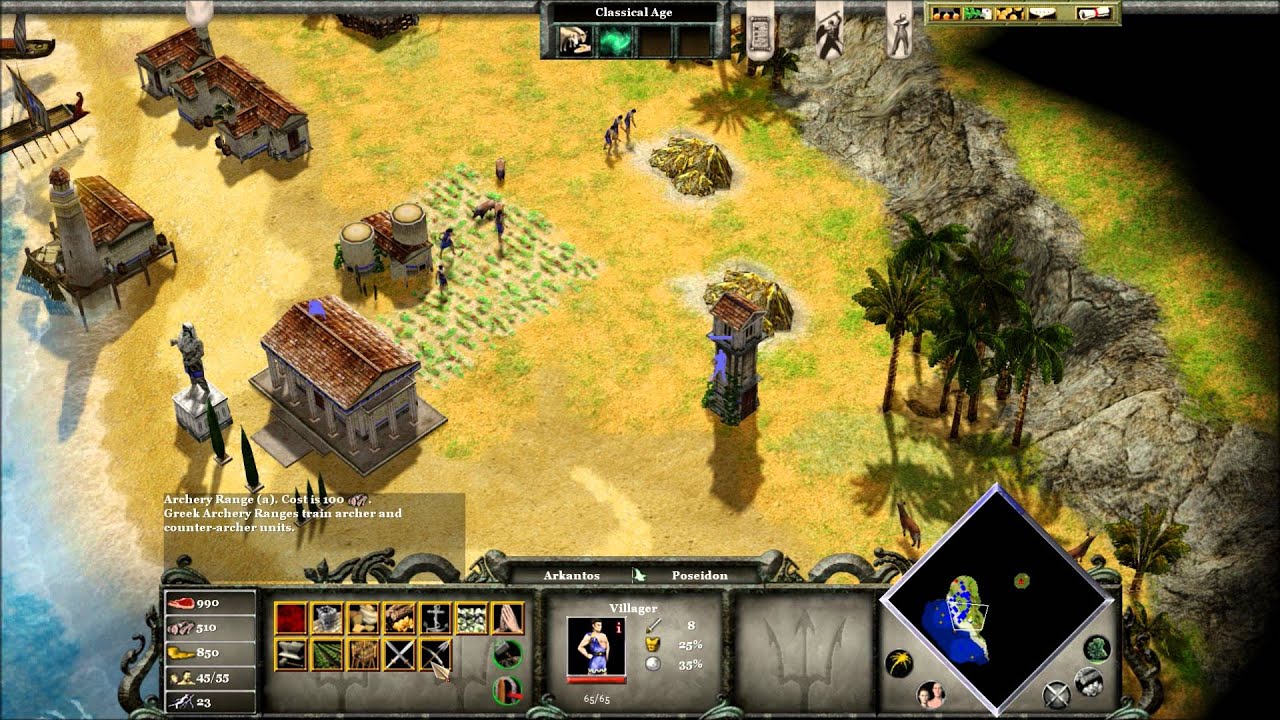 Classical Age
Archery Range (a). Cost is 100 .
Greek Archery Ranges train archer and
counter-archer units.
Arkantos
Poseidon
990
510
850
45/55
23
Villager
i
8
25%
35%
65/65